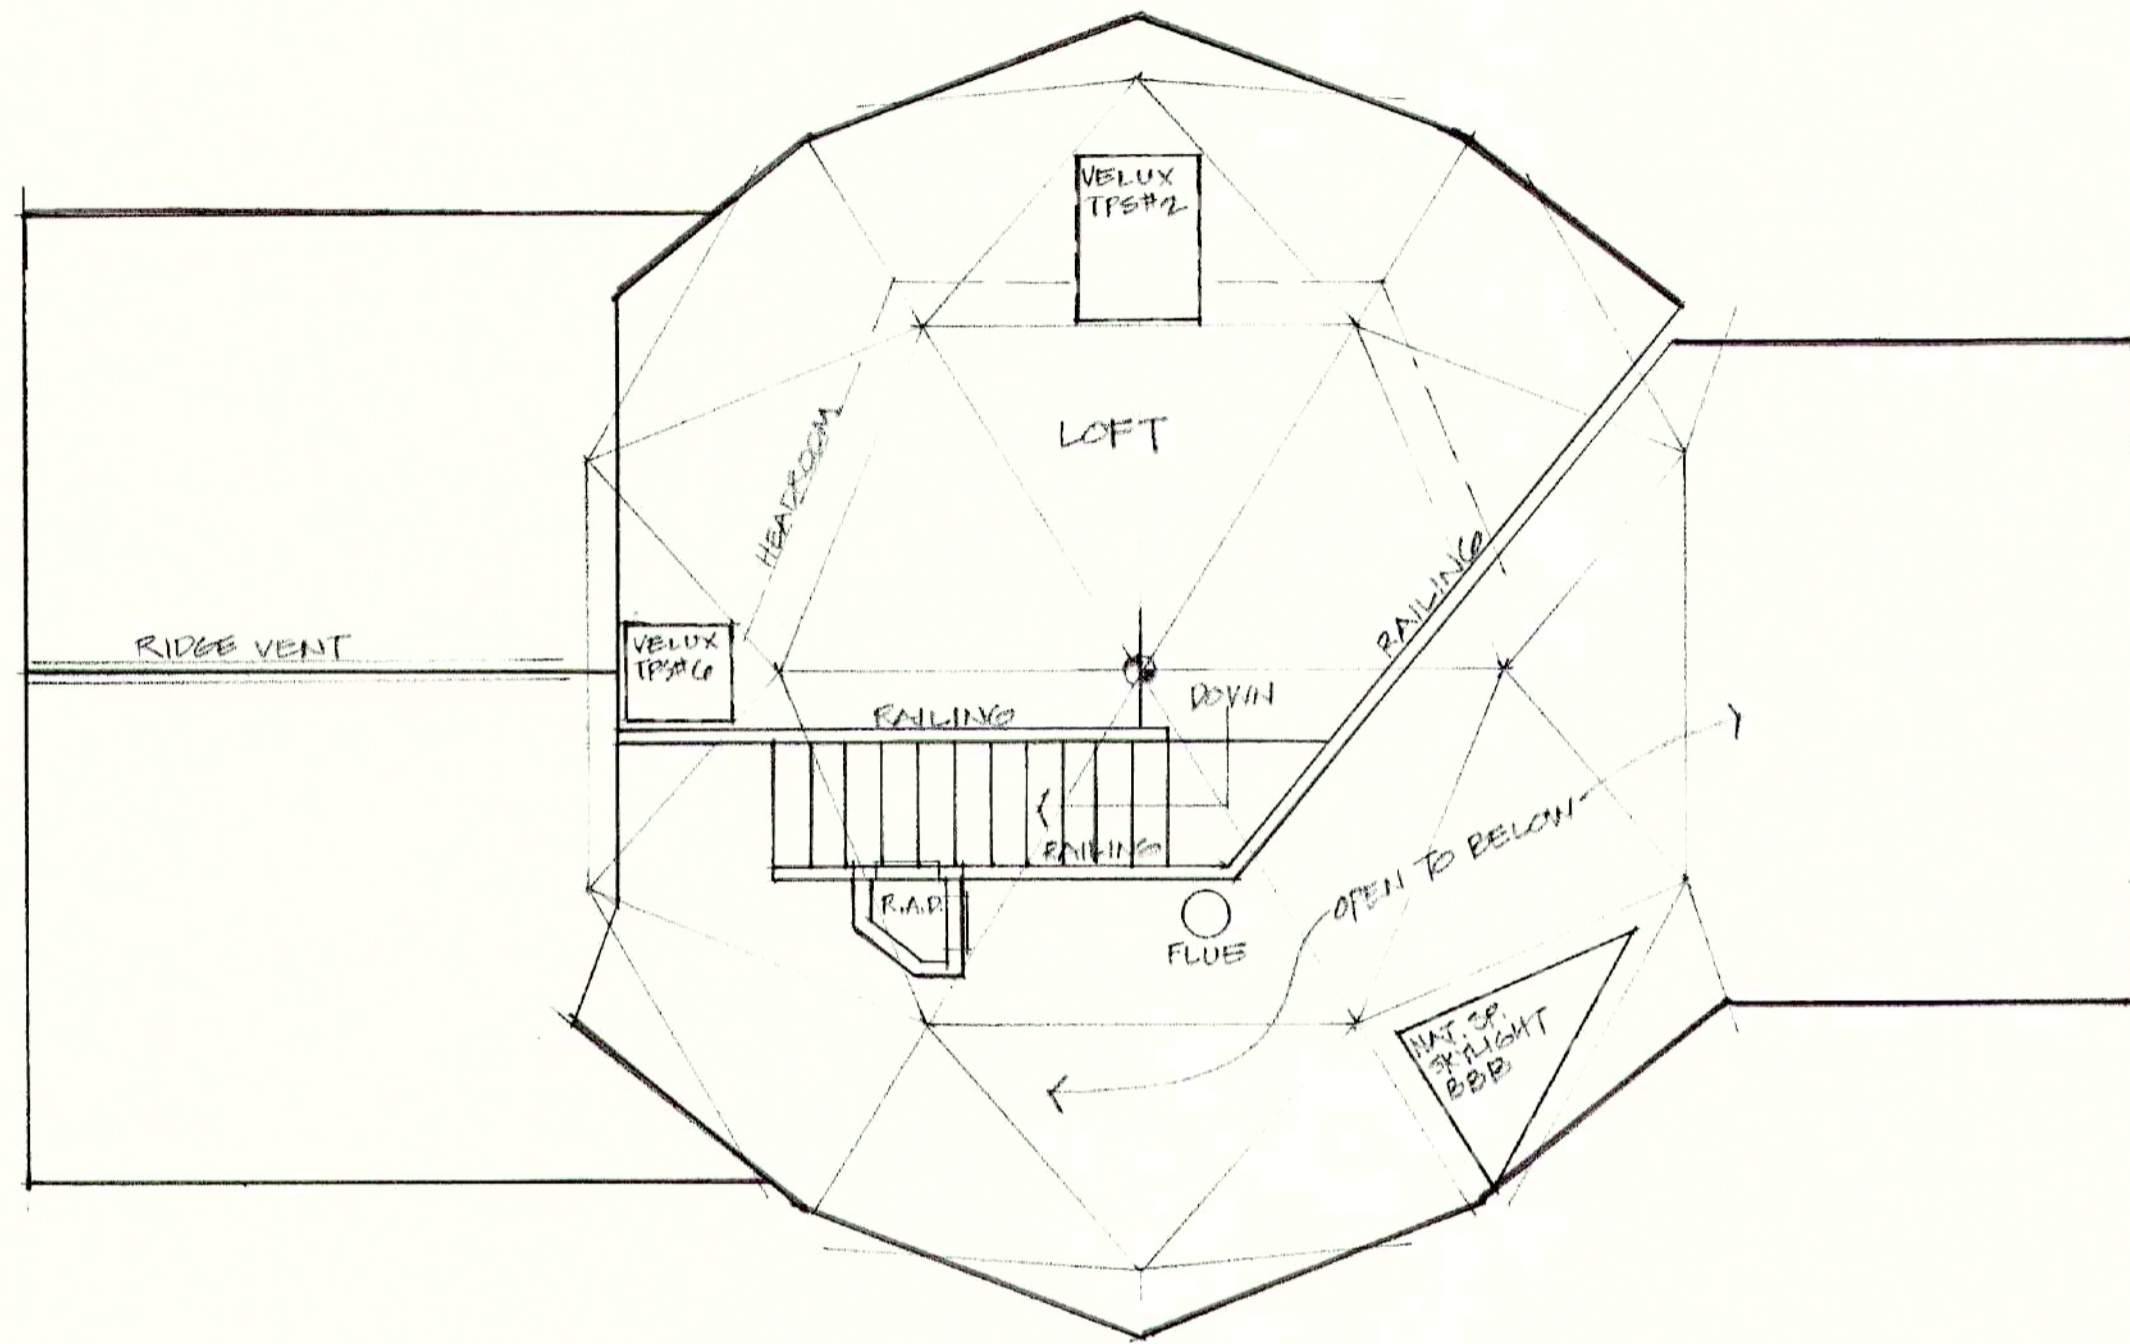 VELUX
TPS#2
LOFT
HEADROOM
RAILING
RIDGE VENT
VELUX
TPS#6
RAILING
DOWN
RAILING
OPEN TO BELOW
R.A.D.
FLUE
NAT. SP.
SKYLIGHT
BBB